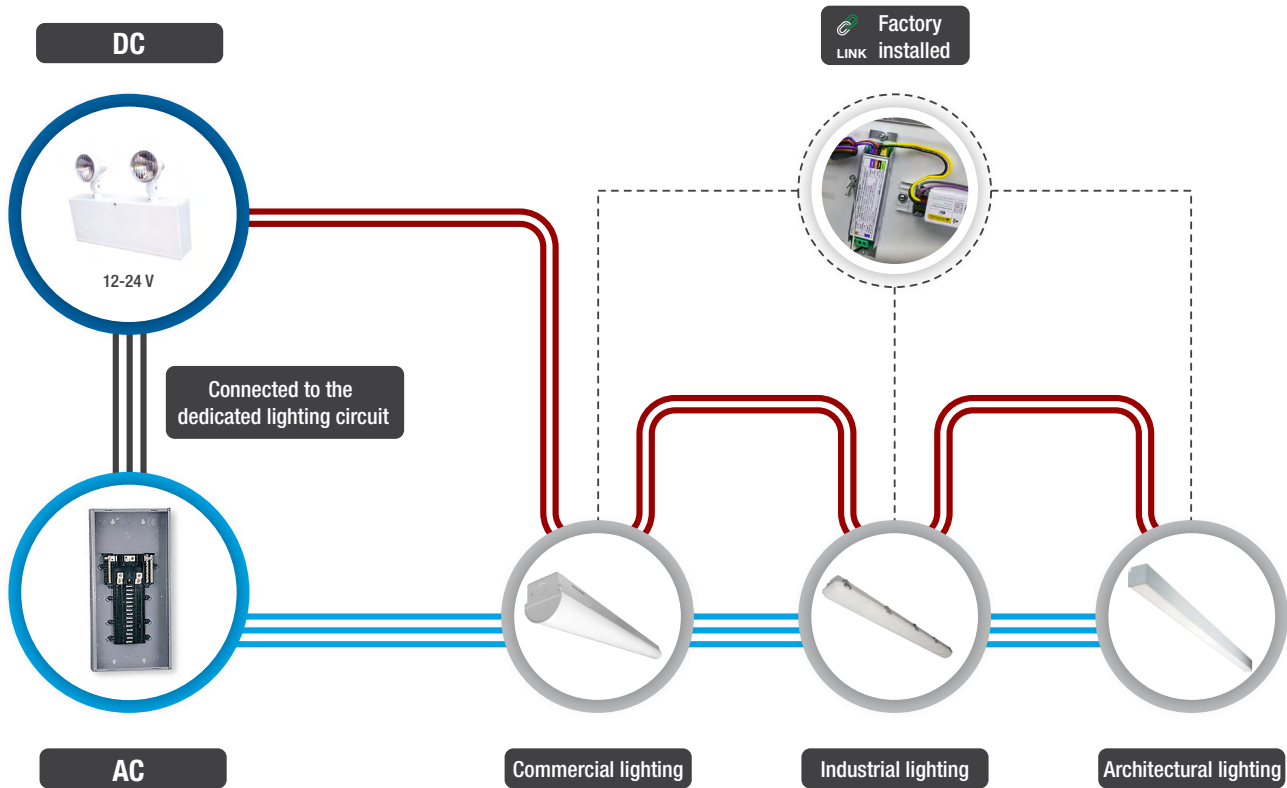 DC
Factory
LINK installed
12-24 V
Connected to the
dedicated lighting circuit
AC
Commercial lighting
Industrial lighting
Architectural lighting